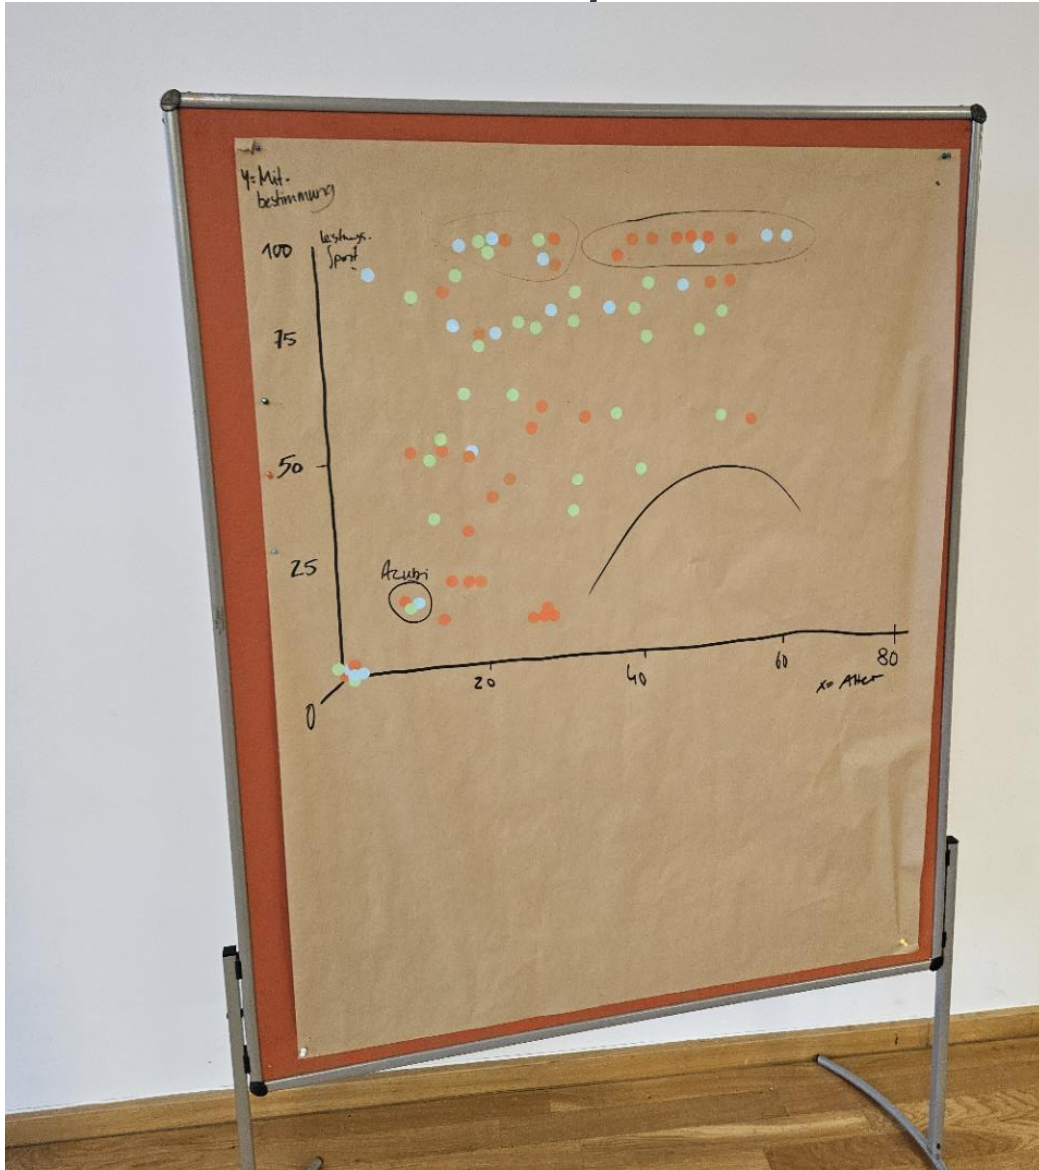 y= Mit-
bestimmung
100
Leistungs-
Sport
75
50
25
Azubi
0
20
40
60
80
x= Alter